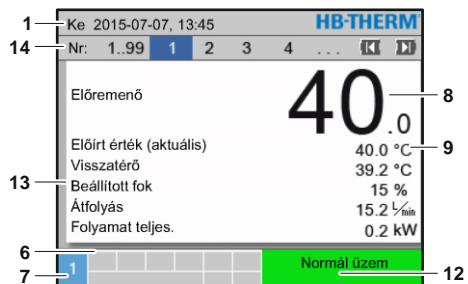 1 Ke 2015-07-07, 13:45 HB-THERM
14 Nr: 1..99 1 2 3 4 ...
Előremenő 40.0 8
Előírt érték (aktuális) 40.0 °C 9
Visszatérő 39.2 °C
13 Beállított fok 15 %
Átfolyás 15.2 L/min
Folyamat teljes. 0.2 kW
6
7 1 Normál üzem 12